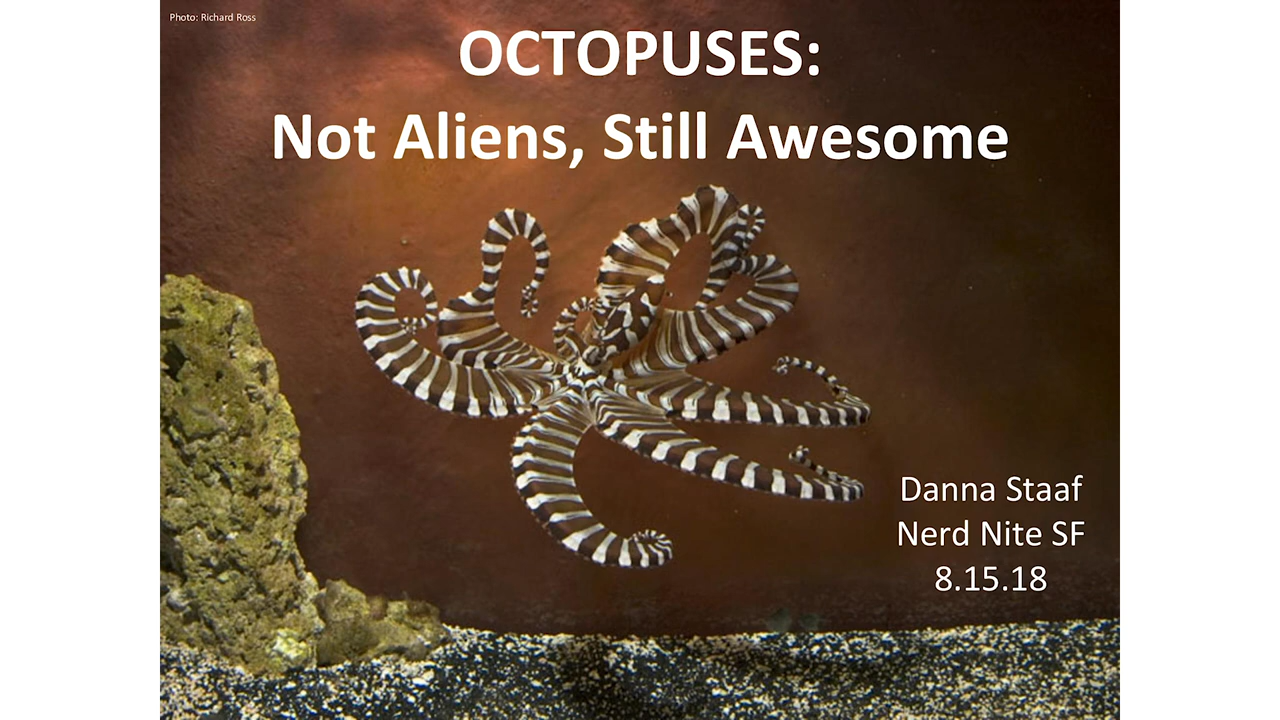 Photo: Richard Ross
OCTOPUSES:
Not Aliens, Still Awesome
Danna Staaf
Nerd Nite SF
8.15.18